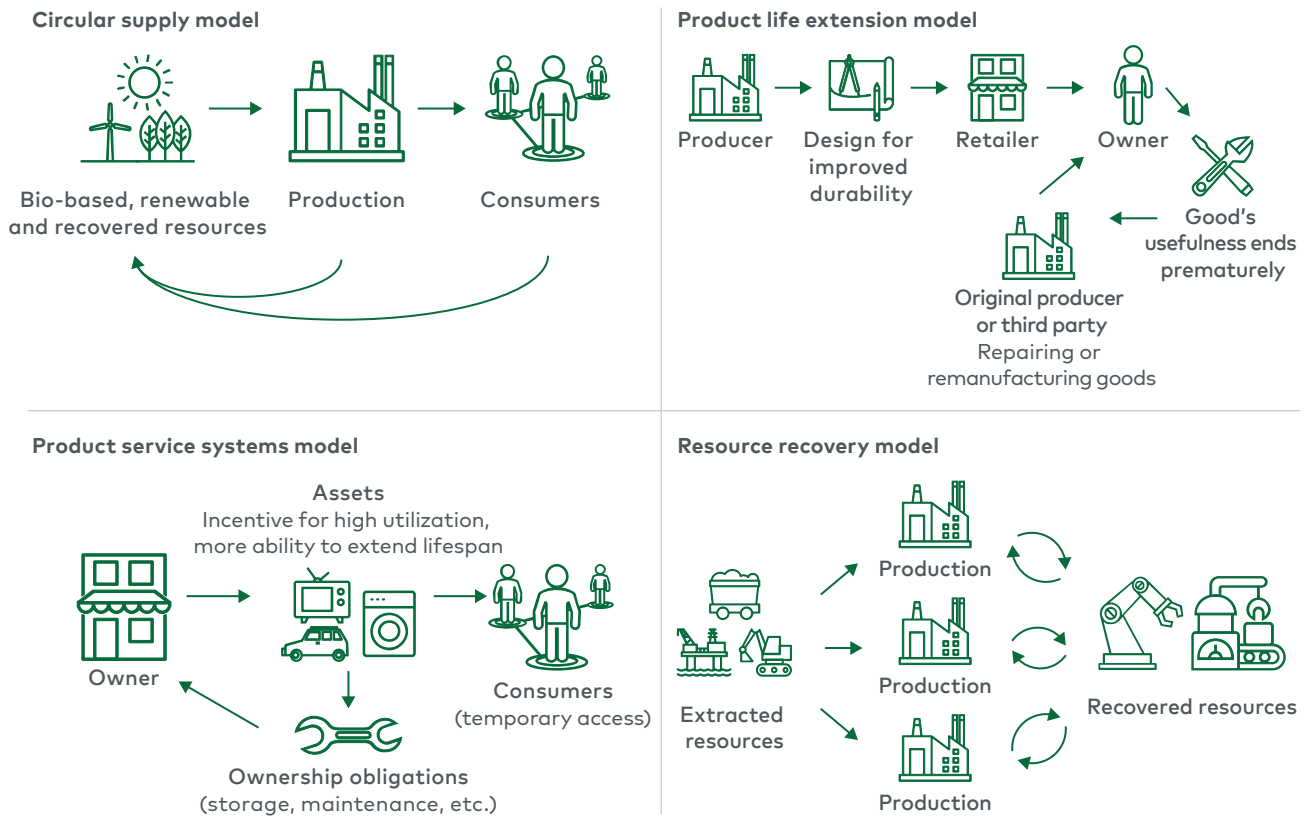 Circular supply model
Bio-based, renewable
and recovered resources
Production
Consumers
Product life extension model
Producer
Design for
improved
durability
Retailer
Owner
Good's
usefulness ends
prematurely
Original producer
or third party
Repairing or
remanufacturing goods
Product service systems model
Assets
Incentive for high utilization,
more ability to extend lifespan
Owner
Consumers
(temporary access)
Ownership obligations
(storage, maintenance, etc.)
Resource recovery model
Extracted
resources
Production
Production
Production
Recovered resources